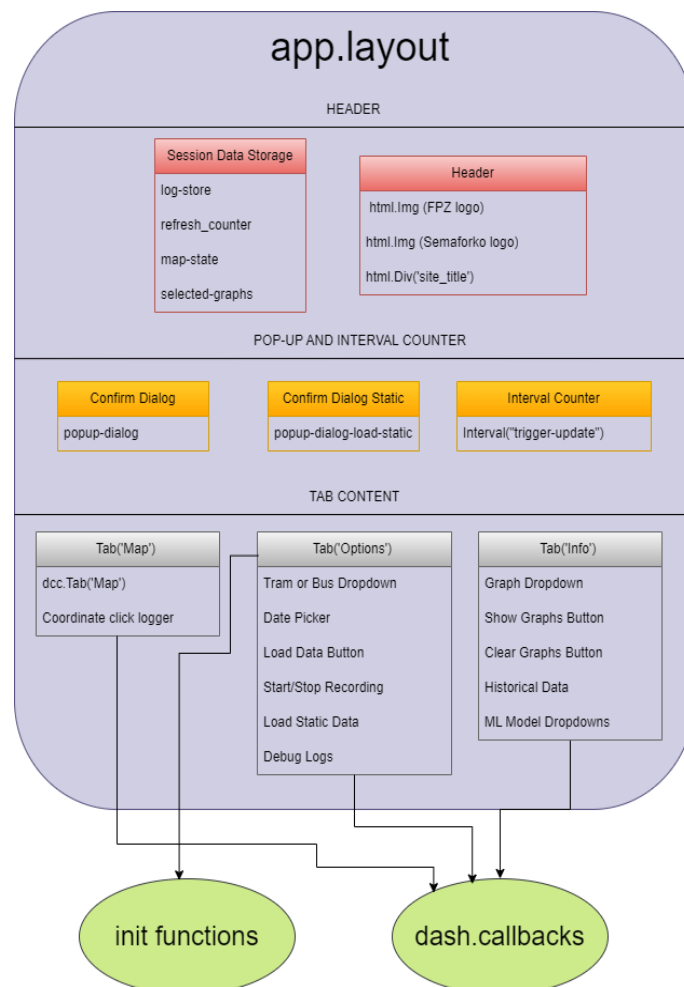 app.layout
HEADER
Session Data Storage
log-store
refresh_counter
map-state
selected-graphs
Header
html.Img (FPZ logo)
html.Img (Semaforko logo)
html.Div('site_title')
POP-UP AND INTERVAL COUNTER
Confirm Dialog
popup-dialog
Confirm Dialog Static
popup-dialog-load-static
Interval Counter
Interval("trigger-update")
TAB CONTENT
Tab('Map')
dcc.Tab('Map')
Coordinate click logger
Tab('Options')
Tram or Bus Dropdown
Date Picker
Load Data Button
Start/Stop Recording
Load Static Data
Debug Logs
Tab('Info')
Graph Dropdown
Show Graphs Button
Clear Graphs Button
Historical Data
ML Model Dropdowns
init functions
dash.callbacks